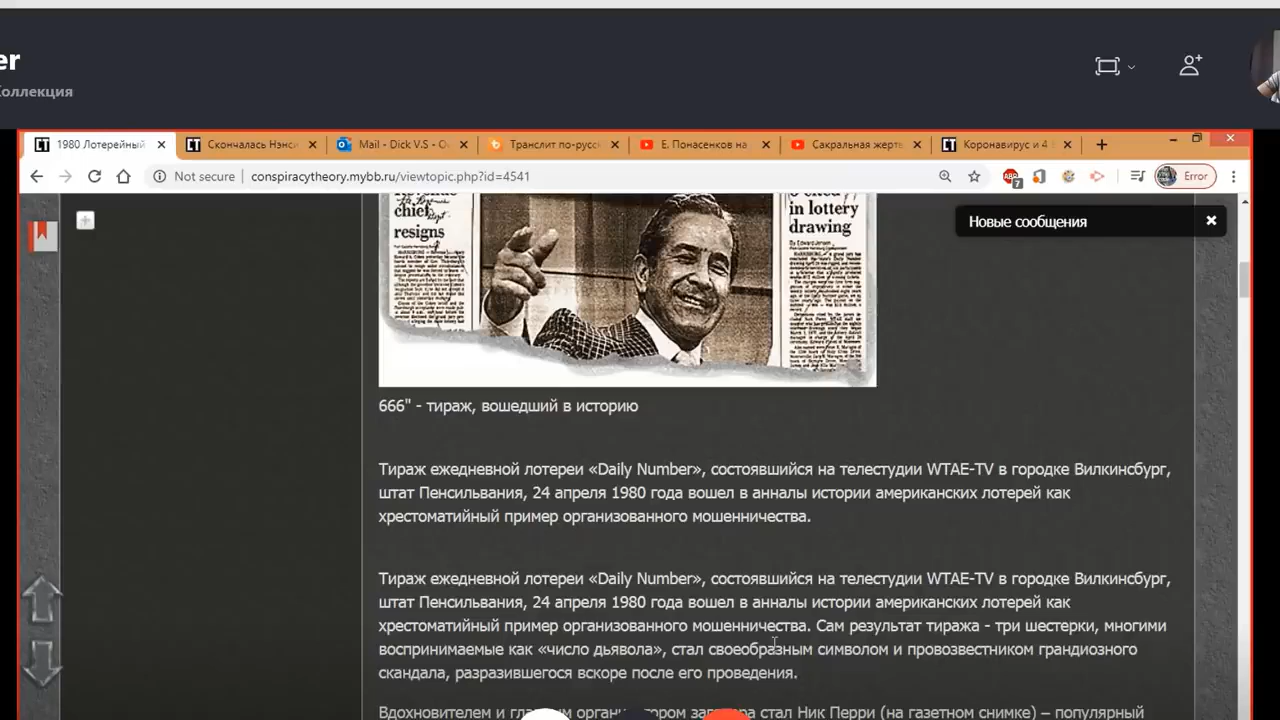 er
Коллекция
1980 Лотерейный
Скончалась Нэнси
Mail - Dick V.S - O
Транслит по-русс
Е. Понасенков на
Сакральная жерт
Коронавирус и 4
Not secure
conspiracytheory.mybb.ru/viewtopic.php?id=4541
7
Error
Новые сообщения
chief
resigns
in lottery
drawing
666" - тираж, вошедший в историю
Тираж ежедневной лотереи «Daily Number», состоявшийся на телестудии WTAE-TV в городке Вилкинсбург,
штат Пенсильвания, 24 апреля 1980 года вошел в анналы истории американских лотерей как
хрестоматийный пример организованного мошенничества.
Тираж ежедневной лотереи «Daily Number», состоявшийся на телестудии WTAE-TV в городке Вилкинсбург,
штат Пенсильвания, 24 апреля 1980 года вошел в анналы истории американских лотерей как
хрестоматийный пример организованного мошенничества. Сам результат тиража - три шестерки, многими
воспринимаемые как «число дьявола», стал своеобразным символом и провозвестником грандиозного
скандала, разразившегося вскоре после его проведения.
Вдохновителем и стал Ник Перри (на газетном снимке) – популярный